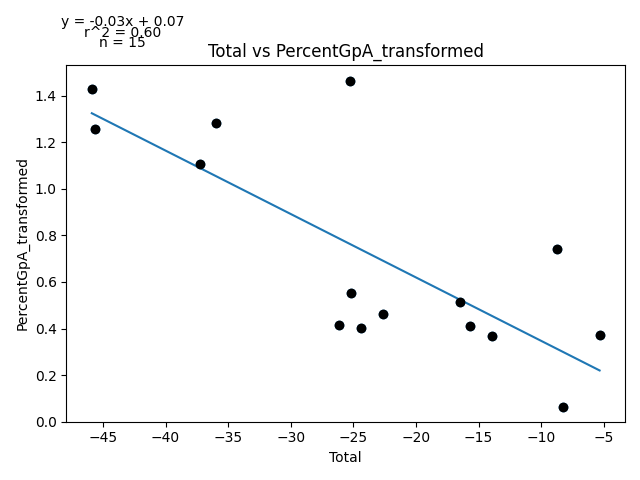 y = -0.03x + 0.07
r^2 = 0.60
n = 15
Total vs PercentGpA_transformed
PercentGpA_transformed
1.4
1.2
1.0
0.8
0.6
0.4
0.2
0.0
−45 −40 −35 −30 −25 −20 −15 −10 −5
Total